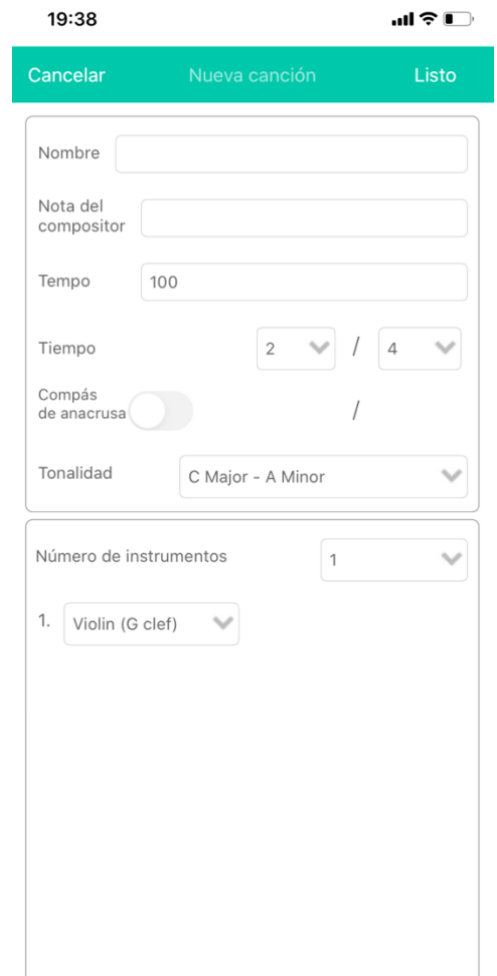 19:38
Cancelar Nueva canción Listo
Nombre
Nota del
compositor
Tempo 100
Tiempo 2 / 4
Compás
de anacrusa /
Tonalidad C Major - A Minor
Número de instrumentos 1
1. Violin (G clef)